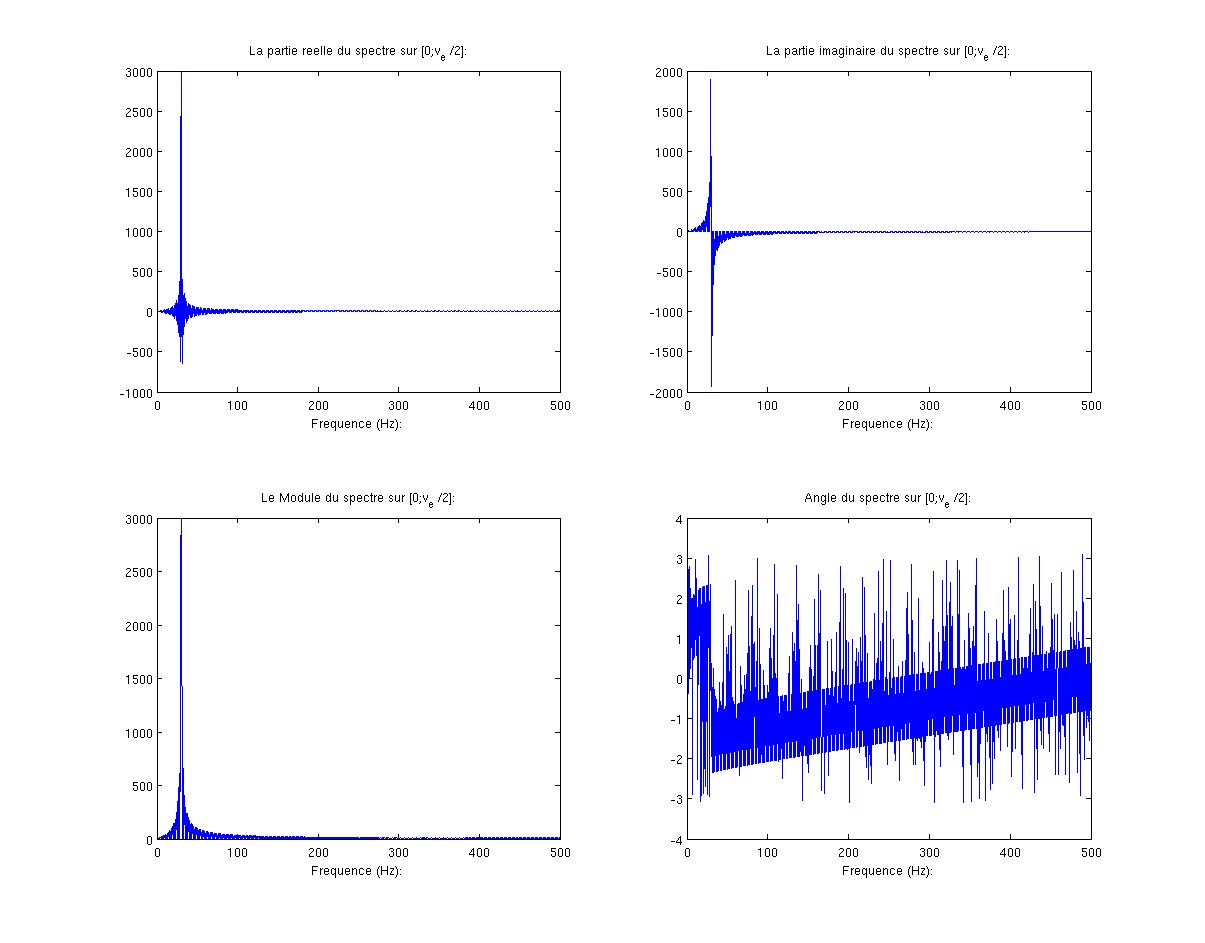 La partie reelle du spectre sur [0;ve /2]:
3000
2500
2000
1500
1000
500
0
-500
-1000
0 100 200 300 400 500
Frequence (Hz):
La partie imaginaire du spectre sur [0;ve /2]:
2000
1500
1000
500
0
-500
-1000
-1500
-2000
0 100 200 300 400 500
Frequence (Hz):
Le Module du spectre sur [0;ve /2]:
3000
2500
2000
1500
1000
500
0
0 100 200 300 400 500
Frequence (Hz):
Angle du spectre sur [0;ve /2]:
4
3
2
1
0
-1
-2
-3
-4
0 100 200 300 400 500
Frequence (Hz):